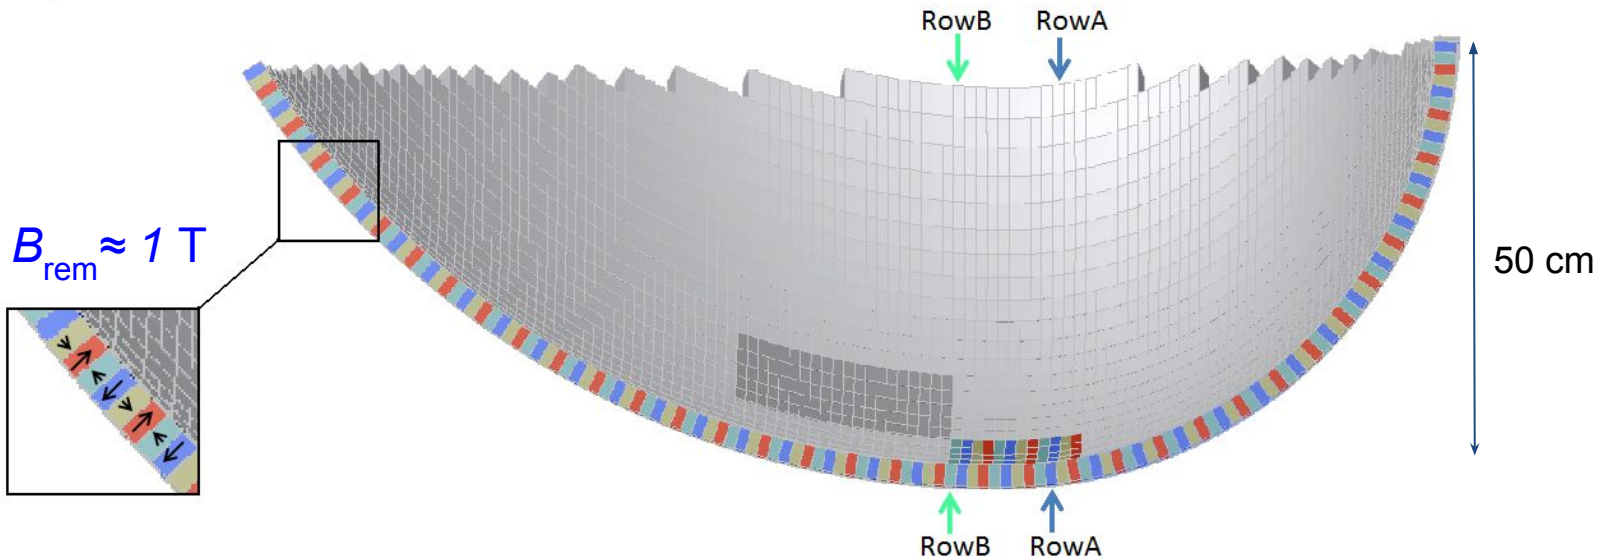 RowB RowA
B_rem ≈ 1 T
50 cm
RowB RowA